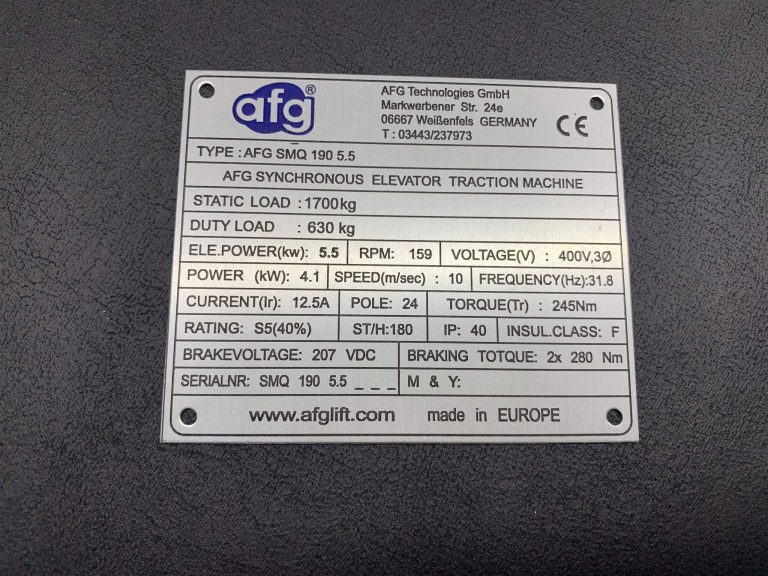 afg®
AFG Technologies GmbH
Markwerbener Str. 24e
06667 Weißenfels GERMANY
T : 03443/237973
CE
TYPE : AFG SMQ 190 5.5
AFG SYNCHRONOUS ELEVATOR TRACTION MACHINE
STATIC LOAD : 1700kg
DUTY LOAD : 630 kg
ELE.POWER(kw): 5.5 RPM: 159 VOLTAGE(V) : 400V,3Ø
POWER (kW): 4.1 SPEED(m/sec) : 10 FREQUENCY(Hz):31.8
CURRENT(Ir): 12.5A POLE: 24 TORQUE(Tr) : 245Nm
RATING: S5(40%) ST/H:180 IP: 40 INSUL.CLASS: F
BRAKEVOLTAGE: 207 VDC BRAKING TOTQUE: 2x 280 Nm
SERIALNR: SMQ 190 5.5 _ _ _ M & Y:
www.afglift.com made in EUROPE